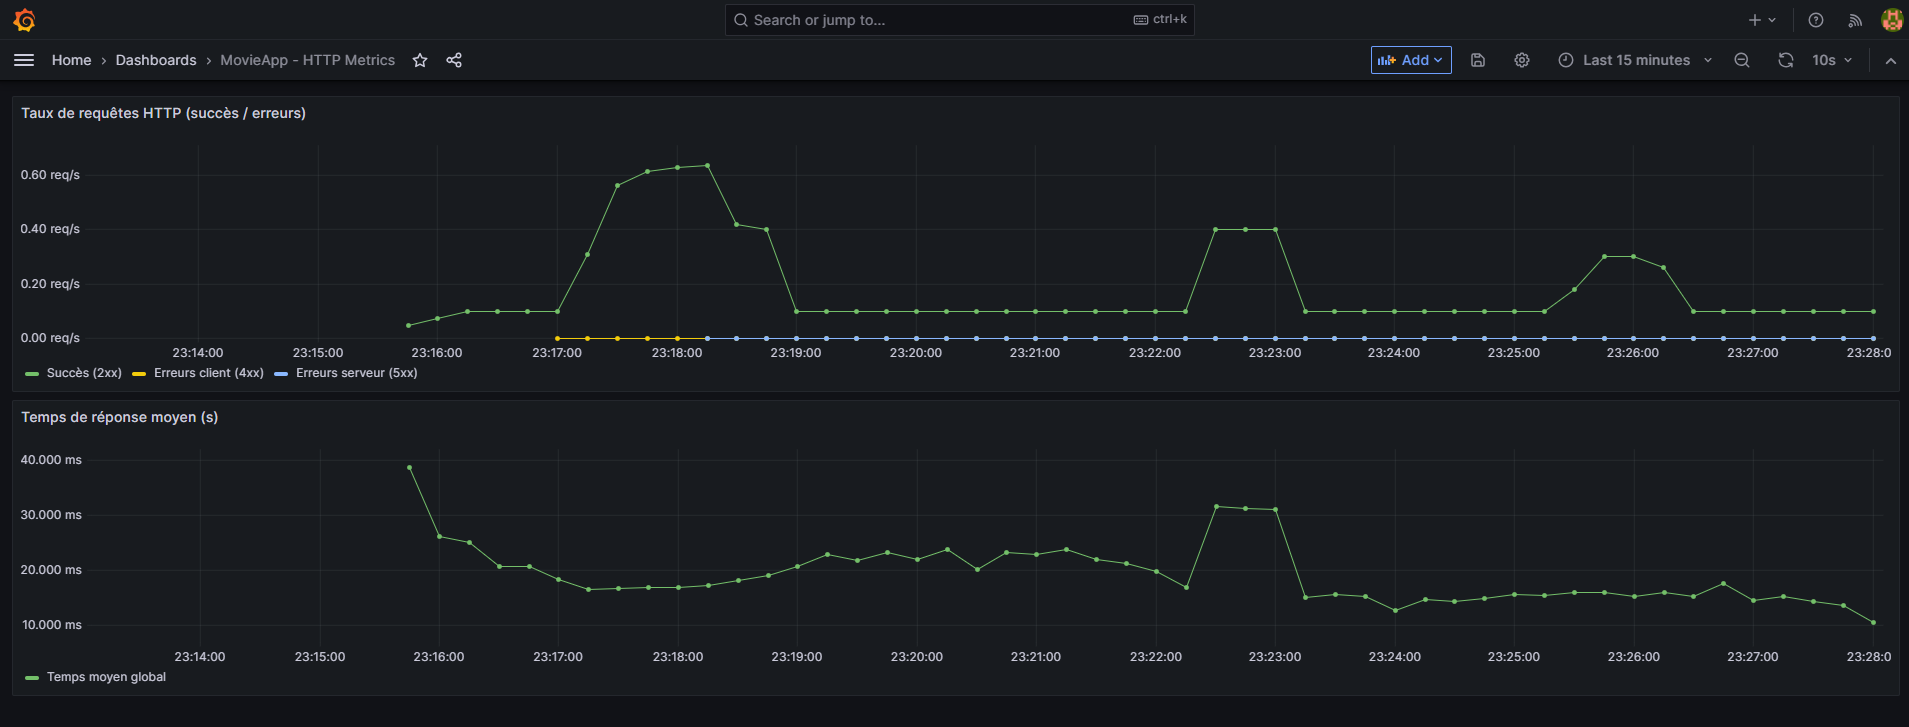 Search or jump to... ctrl+k
Home › Dashboards › MovieApp - HTTP Metrics Add Last 15 minutes 10s
Taux de requêtes HTTP (succès / erreurs)
0.60 req/s
0.40 req/s
0.20 req/s
0.00 req/s
23:14:00 23:15:00 23:16:00 23:17:00 23:18:00 23:19:00 23:20:00 23:21:00 23:22:00 23:23:00 23:24:00 23:25:00 23:26:00 23:27:00 23:28:0
Succès (2xx) Erreurs client (4xx) Erreurs serveur (5xx)
Temps de réponse moyen (s)
40.000 ms
30.000 ms
20.000 ms
10.000 ms
23:14:00 23:15:00 23:16:00 23:17:00 23:18:00 23:19:00 23:20:00 23:21:00 23:22:00 23:23:00 23:24:00 23:25:00 23:26:00 23:27:00 23:28:0
Temps moyen global